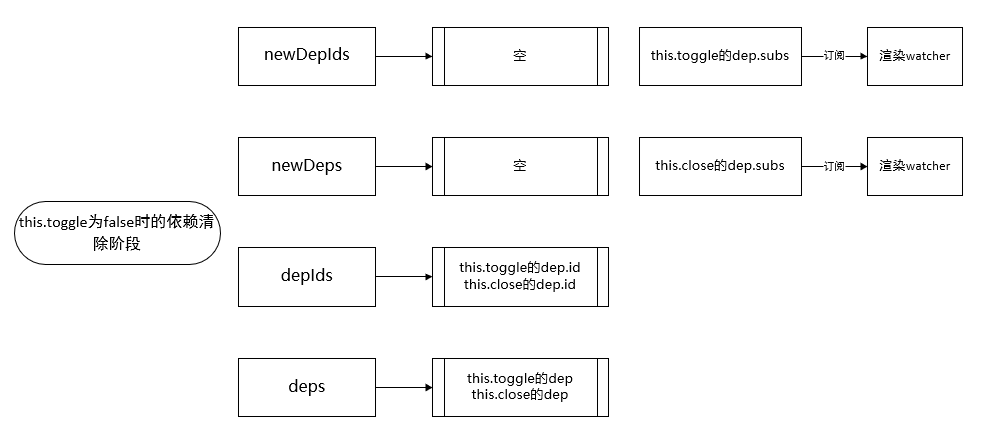 newDepIds
空
this.toggle的dep.subs
订阅
渲染watcher
newDeps
空
this.close的dep.subs
订阅
渲染watcher
this.toggle为false时的依赖清
除阶段
depIds
this.toggle的dep.id
this.close的dep.id
deps
this.toggle的dep
this.close的dep